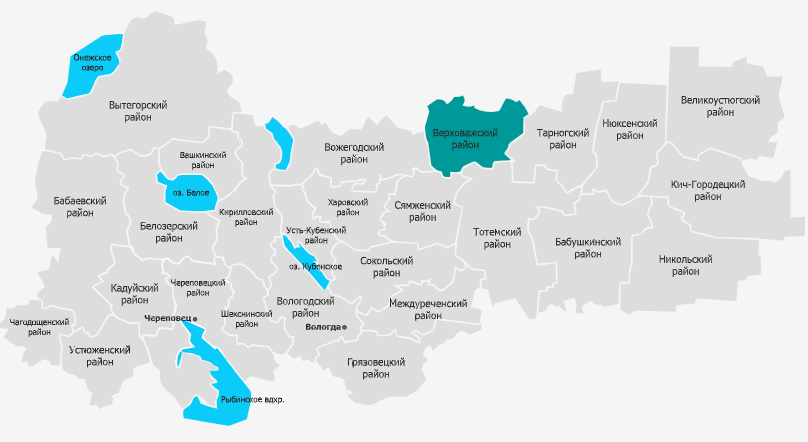 Онежское
озеро
Вытегорский
район
Великоустюгский
район
Нюксенский
район
Тарногский
район
Верховажский
район
Вожегодский
район
Вашкинский
район
оз. Белое
Бабаевский
район
Белозерский
район
Кирилловский
район
Харовский
район
Сямженский
район
Кич-Городецкий
район
Усть-Кубенский
район
Тотемский
район
Бабушкинский
район
Никольский
район
оз. Кубенское
Сокольский
район
Кадуйский
район
Череповецкий
район
Вологодский
район
Междуреченский
район
Шекснинский
район
Череповец
Вологда
Чагодощенский
район
Устюженский
район
Грязовецкий
район
Рыбинское вдхр.